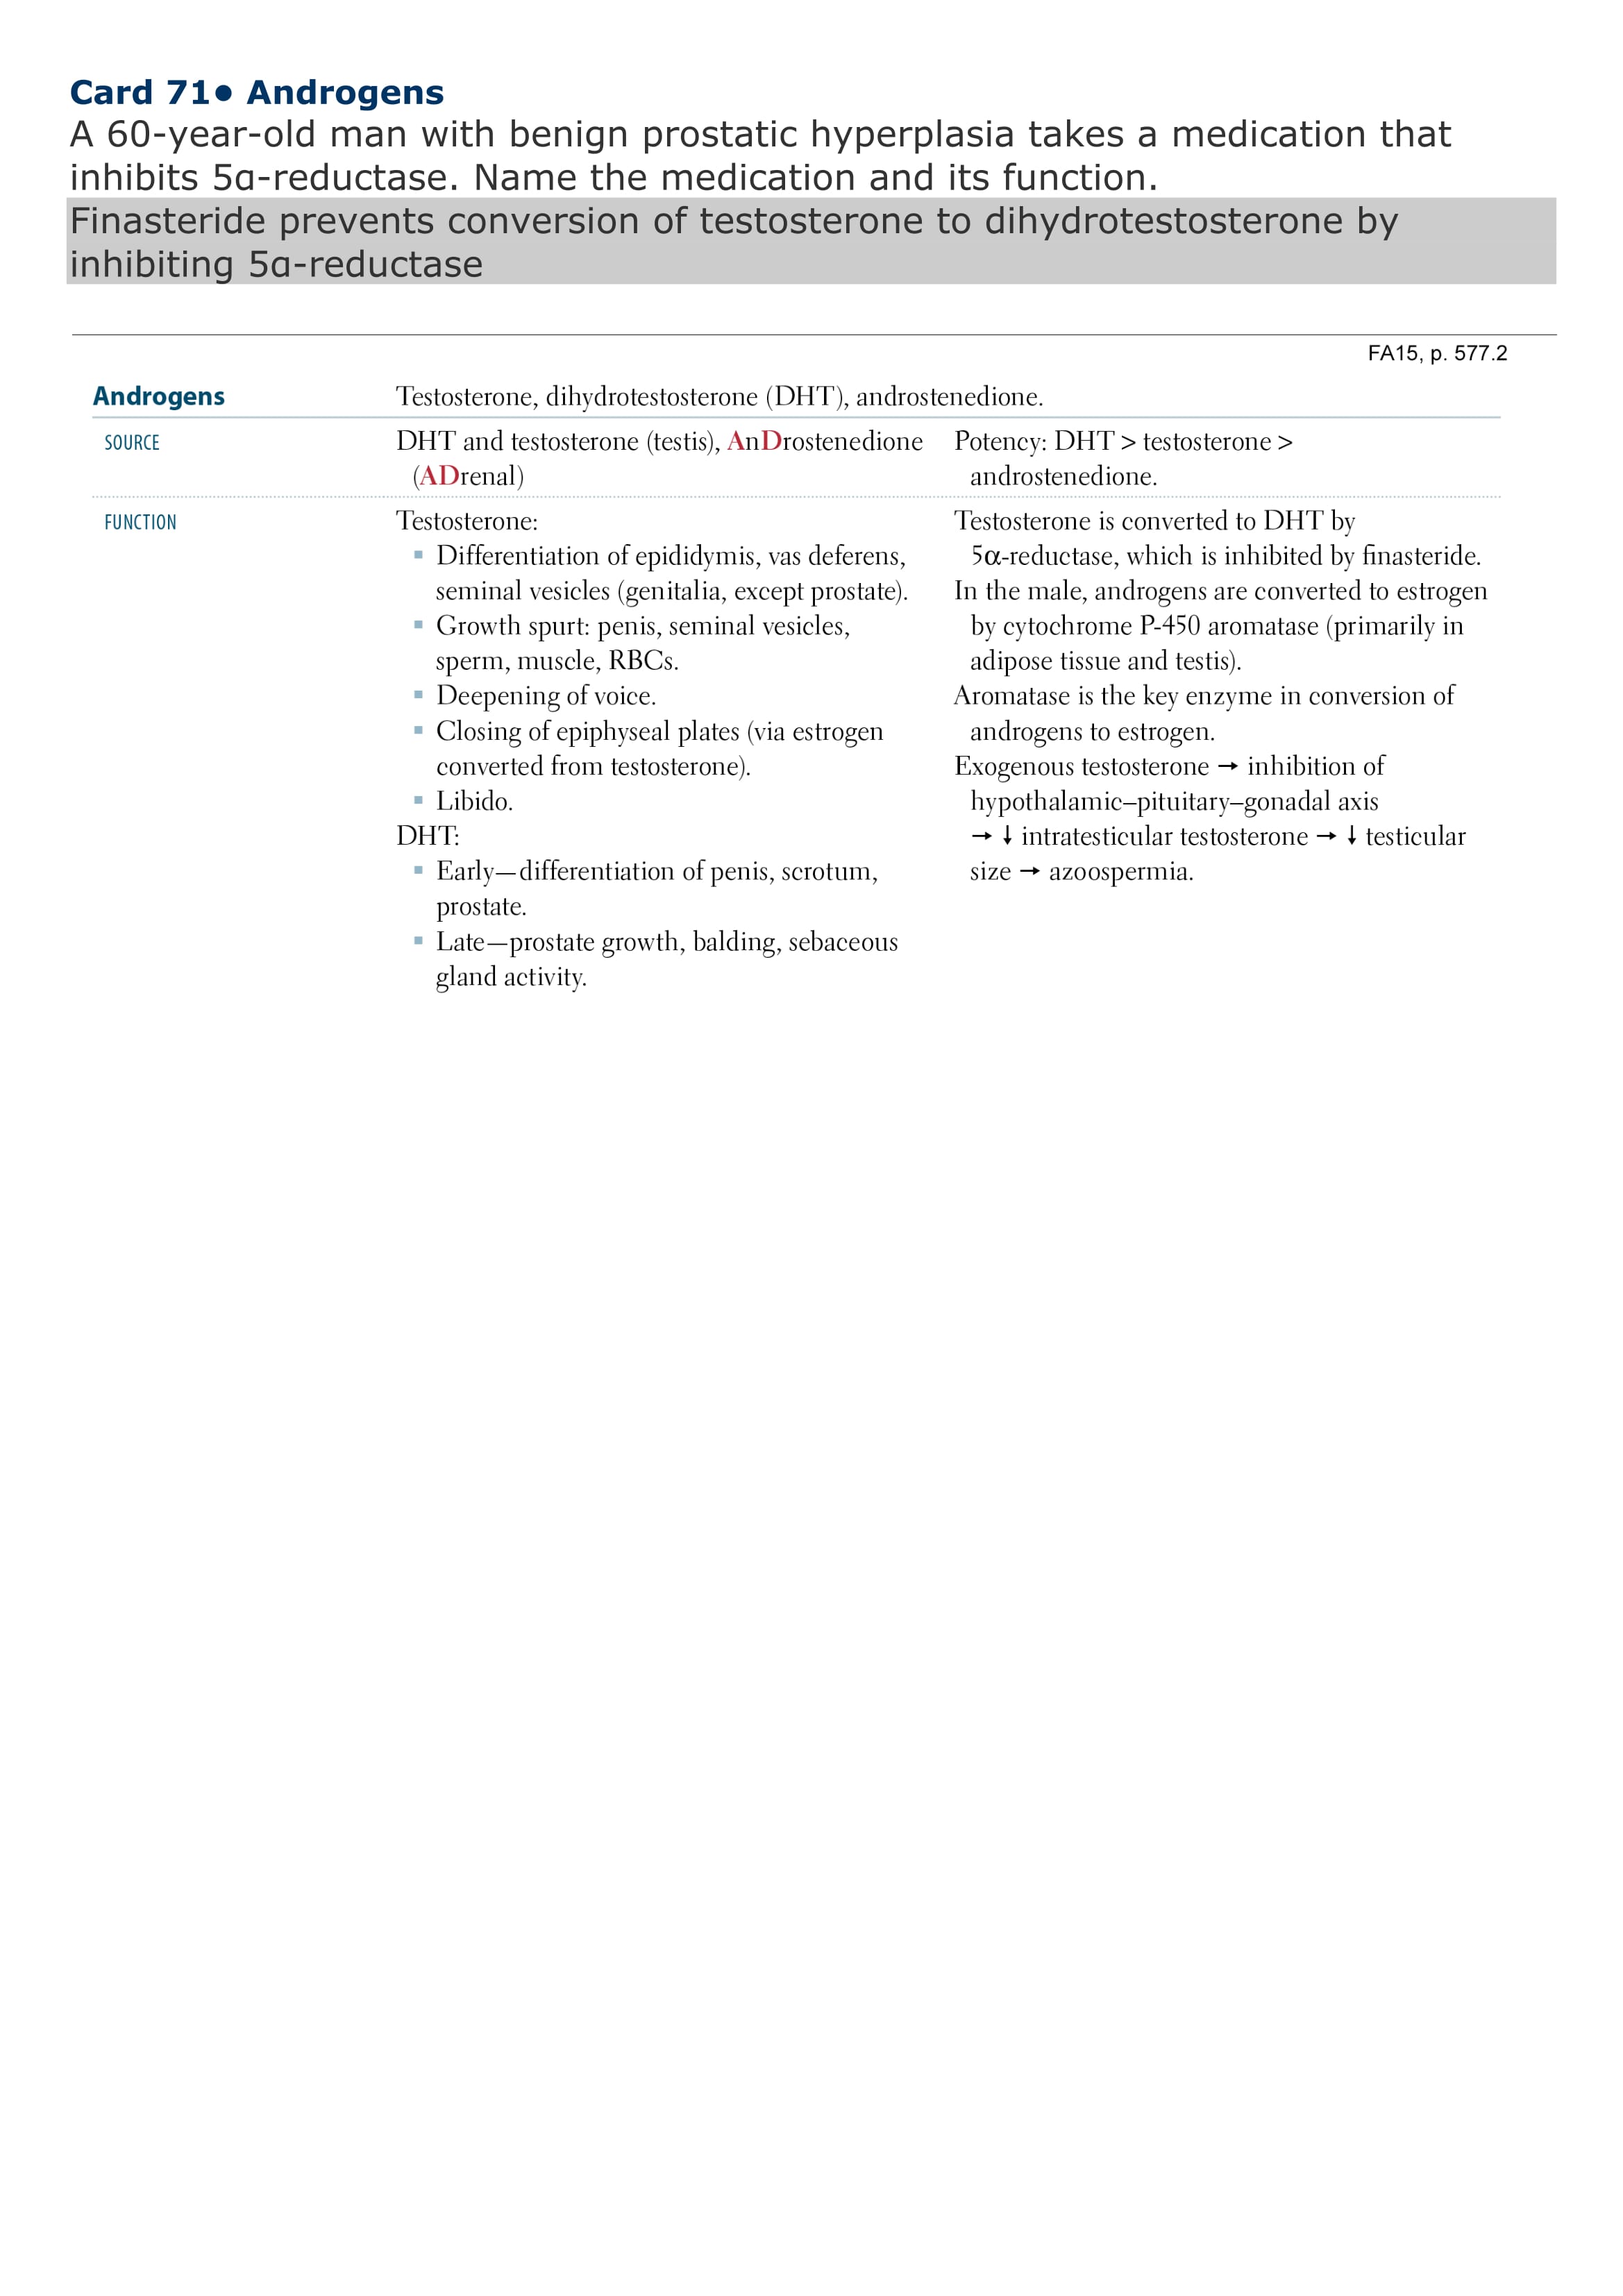 Card 71● Androgens
A 60-year-old man with benign prostatic hyperplasia takes a medication that
inhibits 5α-reductase. Name the medication and its function.
Finasteride prevents conversion of testosterone to dihydrotestosterone by
inhibiting 5α-reductase
FA15, p. 577.2
Androgens
Testosterone, dihydrotestosterone (DHT), androstenedione.
SOURCE
DHT and testosterone (testis), AnDrostenedione
(ADrenal)
Potency: DHT > testosterone >
androstenedione.
FUNCTION
Testosterone:
▪ Differentiation of epididymis, vas deferens,
seminal vesicles (genitalia, except prostate).
▪ Growth spurt: penis, seminal vesicles,
sperm, muscle, RBCs.
▪ Deepening of voice.
▪ Closing of epiphyseal plates (via estrogen
converted from testosterone).
▪ Libido.
DHT:
▪ Early—differentiation of penis, scrotum,
prostate.
▪ Late—prostate growth, balding, sebaceous
gland activity.
Testosterone is converted to DHT by
5α-reductase, which is inhibited by finasteride.
In the male, androgens are converted to estrogen
by cytochrome P-450 aromatase (primarily in
adipose tissue and testis).
Aromatase is the key enzyme in conversion of
androgens to estrogen.
Exogenous testosterone → inhibition of
hypothalamic–pituitary–gonadal axis
→ ↓ intratesticular testosterone → ↓ testicular
size → azoospermia.